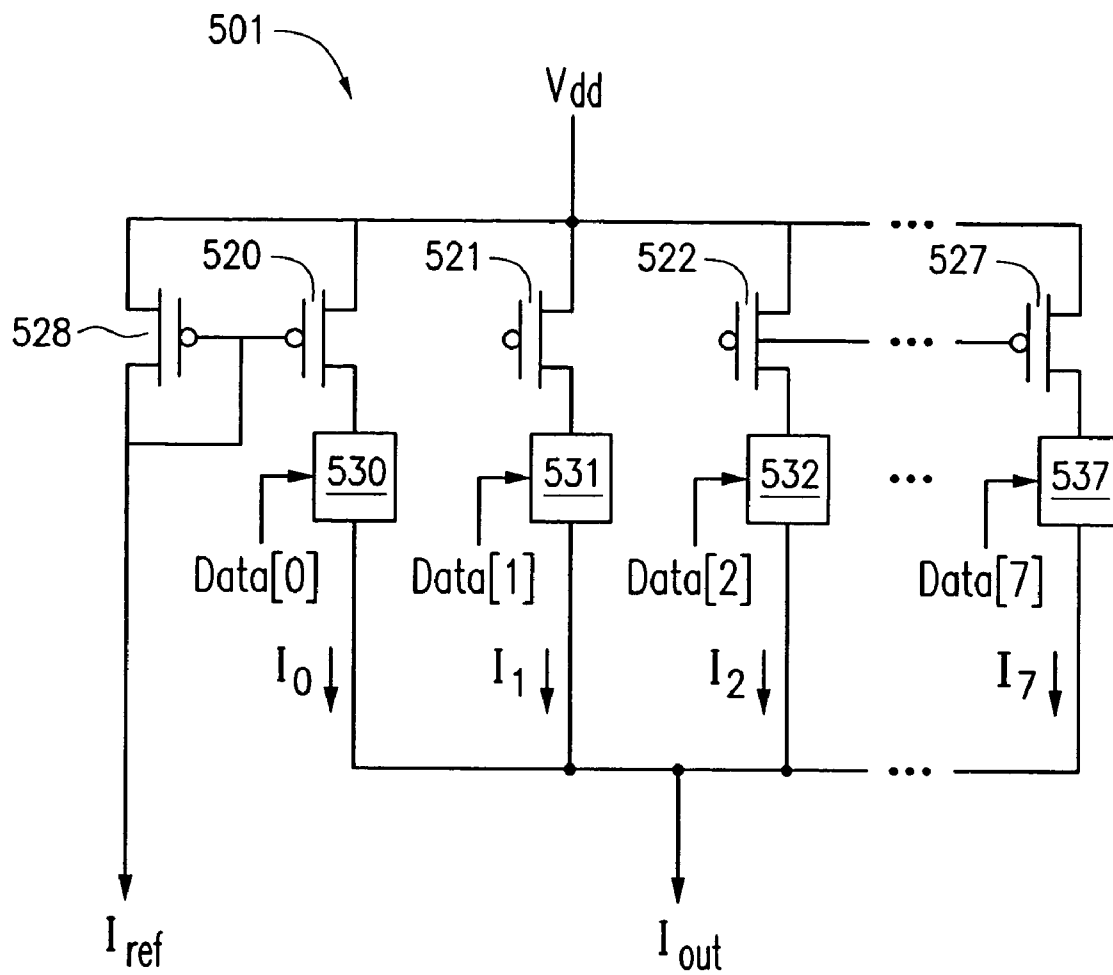 501
Vdd
...
520
521
522
527
528
...
530
531
532
...
537
Data[0]
Data[1]
Data[2]
Data[7]
I0
I1
I2
I7
...
Iref
Iout